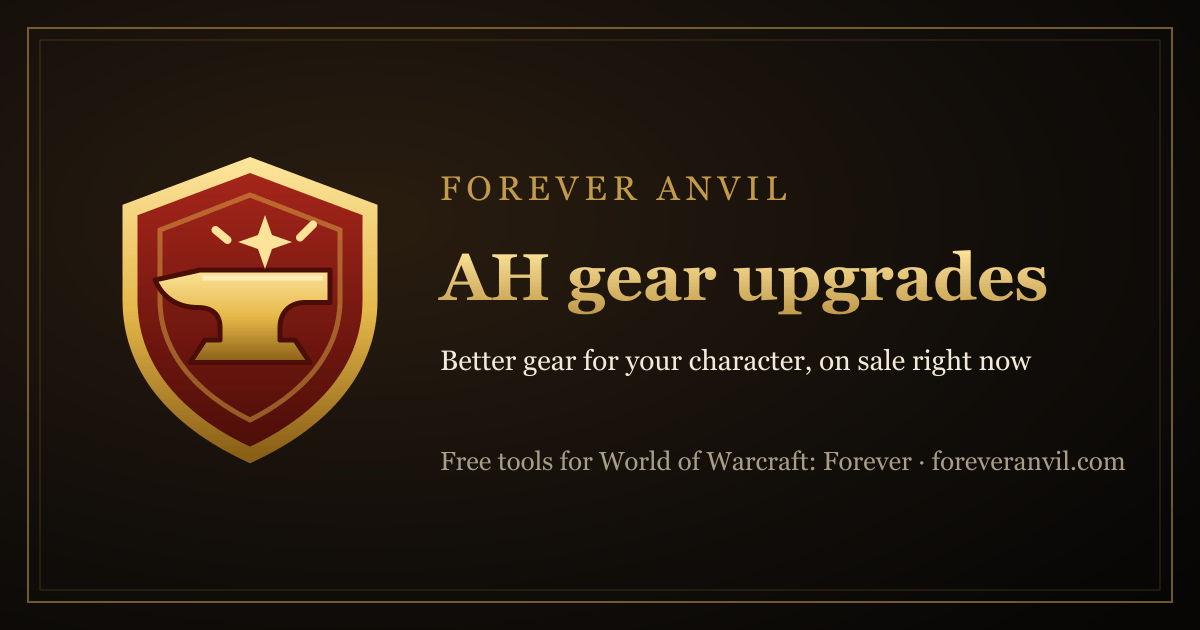 FOREVER ANVIL
AH gear upgrades
Better gear for your character, on sale right now
Free tools for World of Warcraft: Forever · foreveranvil.com